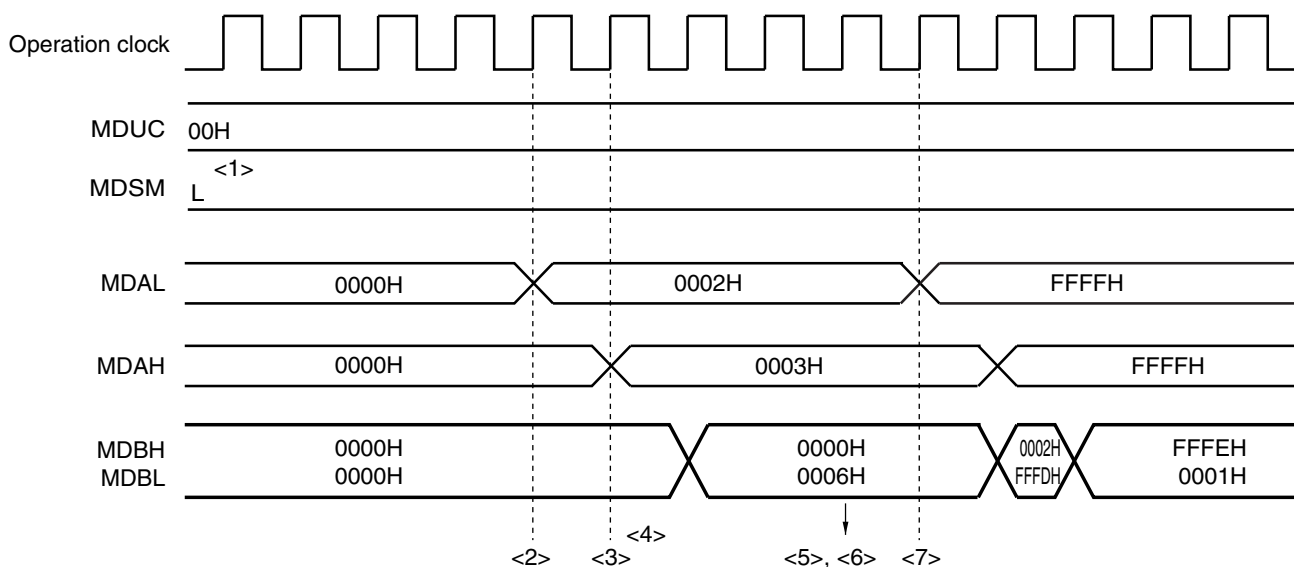 Operation clock
MDUC 00H
<1>
MDSM L
MDAL 0000H 0002H FFFFH
MDAH 0000H 0003H FFFFH
MDBH 0000H 0000H 0002H FFFEH
MDBL 0000H 0006H FFFDH 0001H
<4>
<2> <3> <5>, <6> <7>